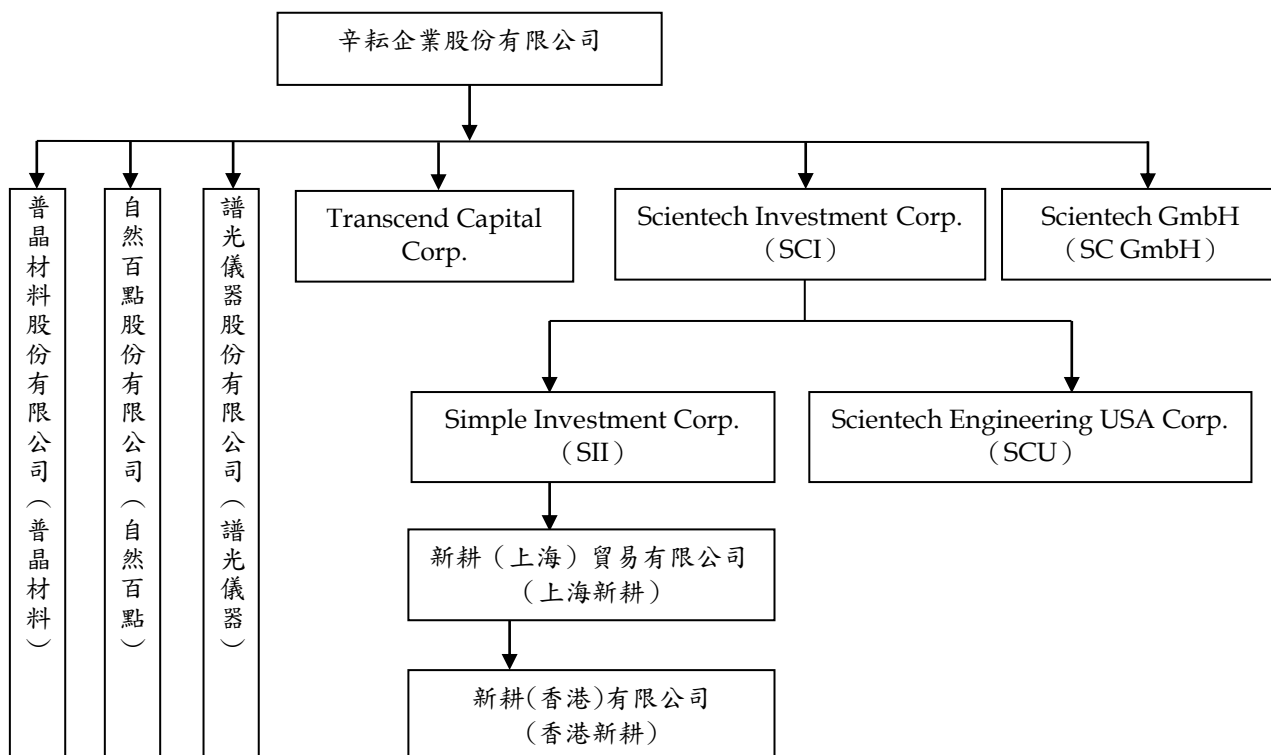 辛耘企業股份有限公司
普晶材料股份有限公司（普晶材料）
自然百點股份有限公司（自然百點）
譜光儀器股份有限公司（譜光儀器）
Transcend Capital
Corp.
Scientech Investment Corp.
（SCI）
Scientech GmbH
（SC GmbH）
Simple Investment Corp.
（SII）
Scientech Engineering USA Corp.
（SCU）
新耕（上海）貿易有限公司
（上海新耕）
新耕(香港)有限公司
（香港新耕）